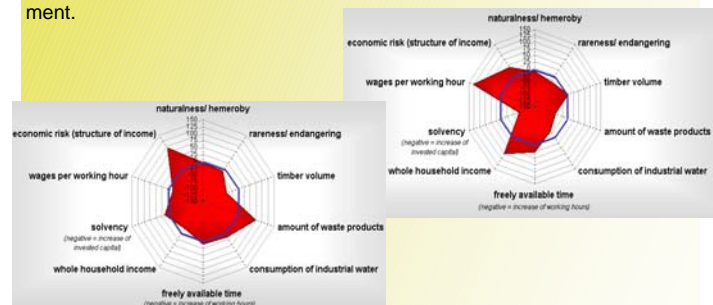 ment.
naturalness/ hemeroby
economic risk (structure of income)
rareness/ endangering
wages per working hour
timber volume
solvency
(negative = increase of
invested capital)
amount of waste products
whole household income
consumption of industrial water
freely available time
(negative = increase of working hours)
naturalness/ hemeroby
economic risk (structure of income)
rareness/ endangering
wages per working hour
timber volume
solvency
(negative = increase of
invested capital)
amount of waste products
whole household income
consumption of industrial water
freely available time
(negative = increase of working hours)